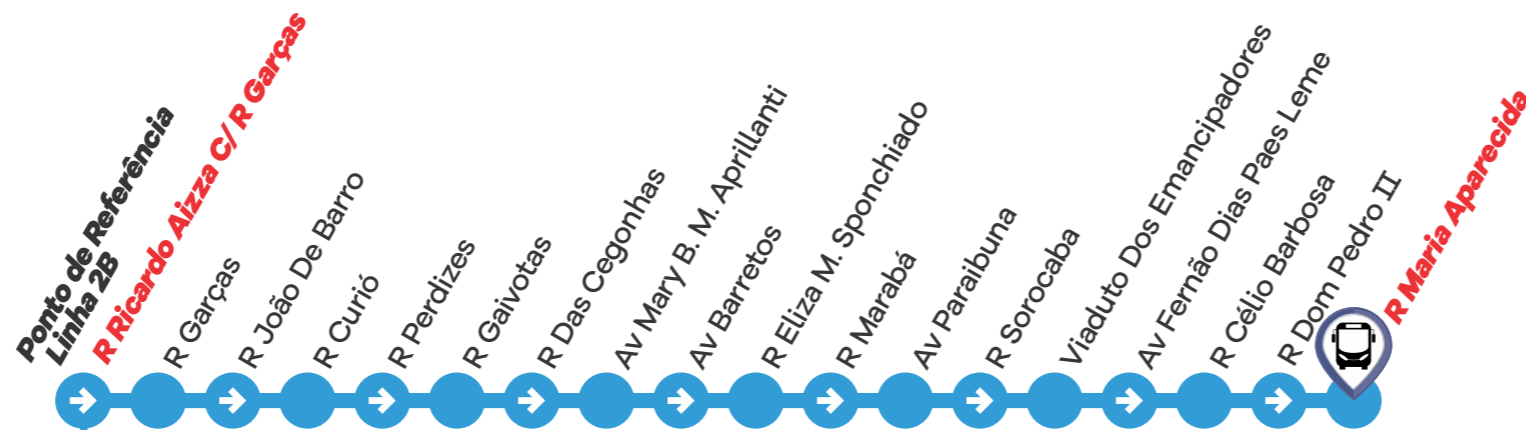 Ponto de Referência
Linha 2B
R Ricardo Aizza C/ R Garças
R Garças
R João De Barro
R Curió
R Perdizes
R Gaivotas
R Das Cegonhas
Av Mary B. M. Aprillanti
Av Barretos
R Eliza M. Sponchiado
R Marabá
Av Paraibuna
R Sorocaba
Viaduto Dos Emancipadores
Av Fernão Dias Paes Leme
R Célio Barbosa
R Dom Pedro II
R Maria Aparecida